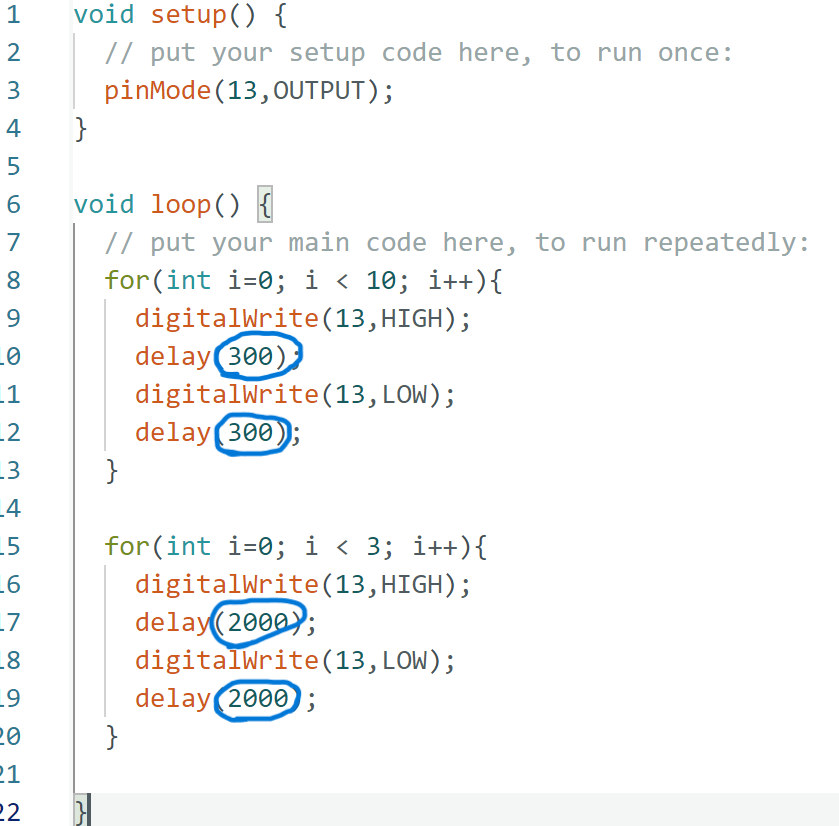 1 void setup() {
2 // put your setup code here, to run once:
3 pinMode(13,OUTPUT);
4 }
5
6 void loop() {
7 // put your main code here, to run repeatedly:
8 for(int i=0; i < 10; i++){
9 digitalWrite(13,HIGH);
10 delay(300);
11 digitalWrite(13,LOW);
12 delay(300);
13 }
14
15 for(int i=0; i < 3; i++){
16 digitalWrite(13,HIGH);
17 delay(2000);
18 digitalWrite(13,LOW);
19 delay(2000);
20 }
21
22 }